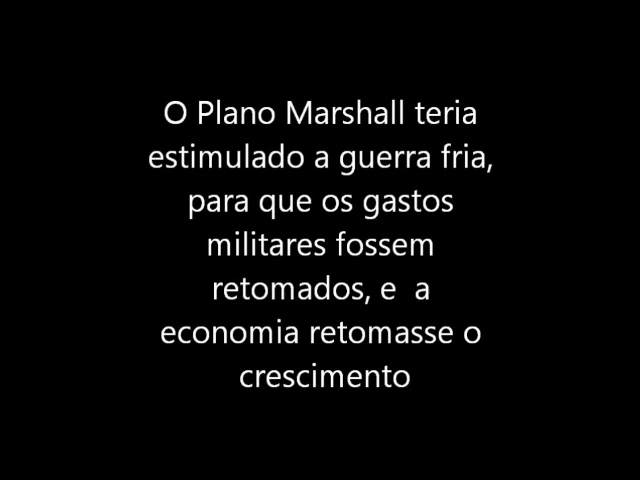 O Plano Marshall teria
estimulado a guerra fria,
para que os gastos
militares fossem
retomados, e  a
economia retomasse o
crescimento